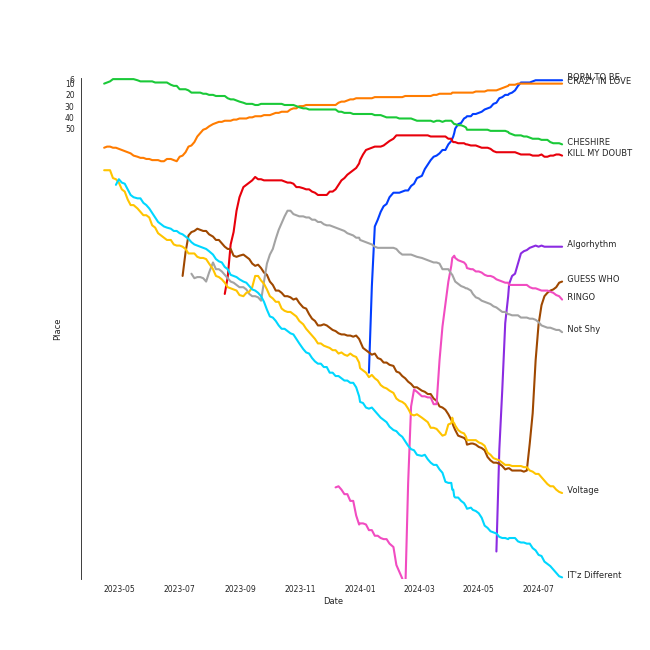 6
10
20
30
40
50
Place
BORN TO BE
CRAZY IN LOVE
CHESHIRE
KILL MY DOUBT
Algorhythm
GUESS WHO
RINGO
Not Shy
Voltage
IT'z Different
2023-05 2023-07 2023-09 2023-11 2024-01 2024-03 2024-05 2024-07
Date